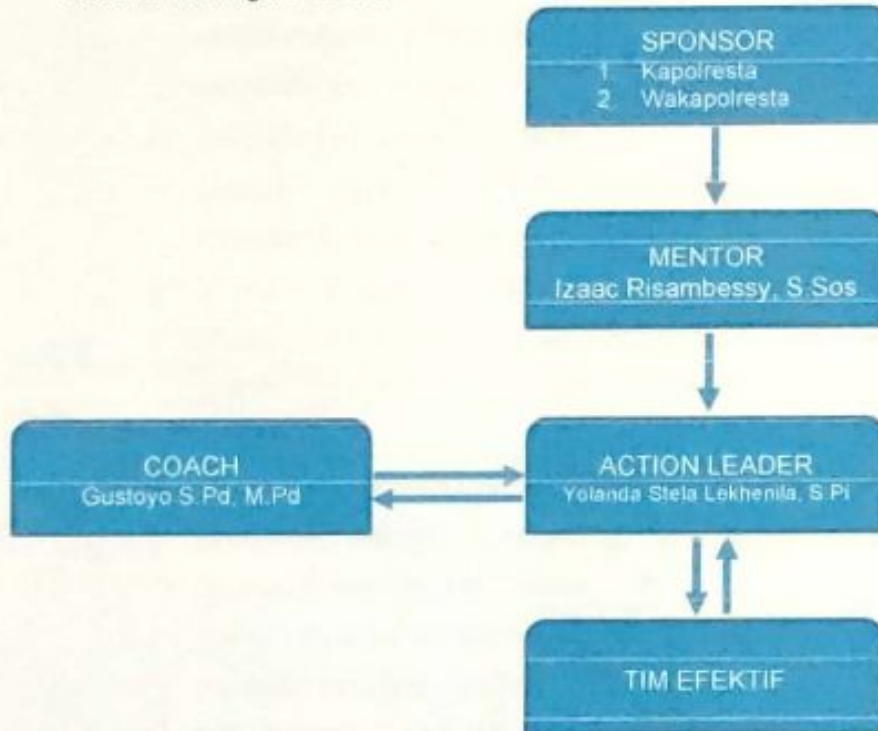 SPONSOR
1 Kapolresta
2 Wakapolresta
MENTOR
Izaac Risambessy, S.Sos
COACH
Gustoyo S.Pd, M.Pd
ACTION LEADER
Yolanda Stela Lekhenila, S.Pi
TIM EFEKTIF